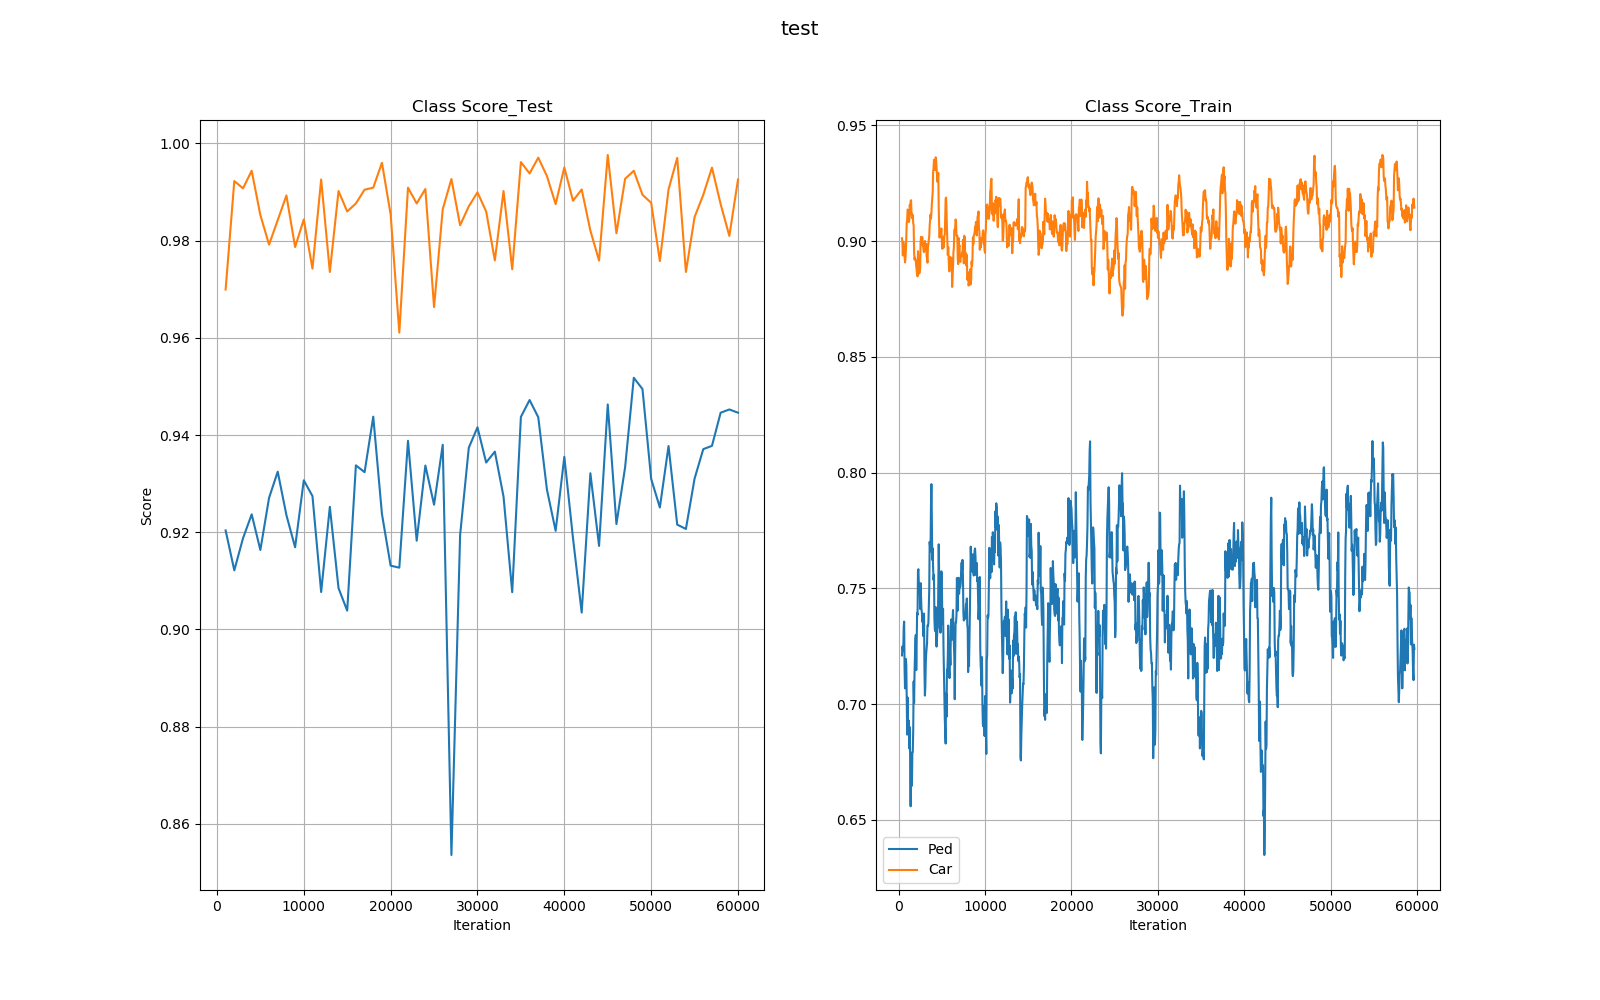 test
Class Score_Test
Score
1.00
0.98
0.96
0.94
0.92
0.90
0.88
0.86
0 10000 20000 30000 40000 50000 60000
Iteration
Class Score_Train
0.95
0.90
0.85
0.80
0.75
0.70
0.65
Ped
Car
0 10000 20000 30000 40000 50000 60000
Iteration